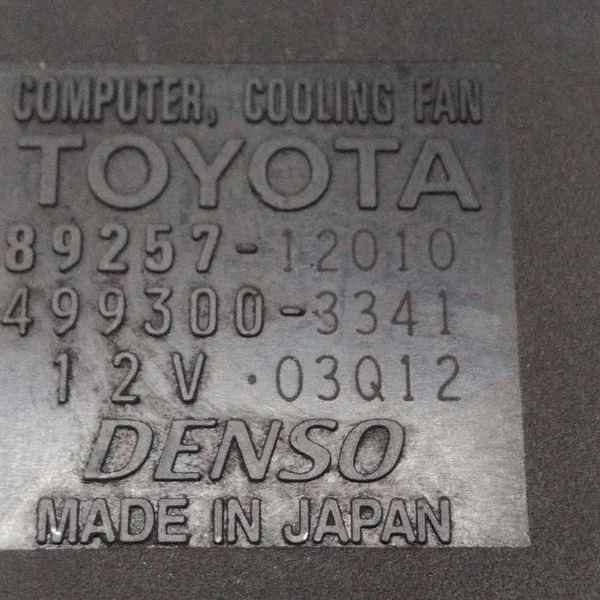 COMPUTER, COOLING FAN
TOYOTA
89257-12010
499300-3341
12V ·03Q12
DENSO
MADE IN JAPAN